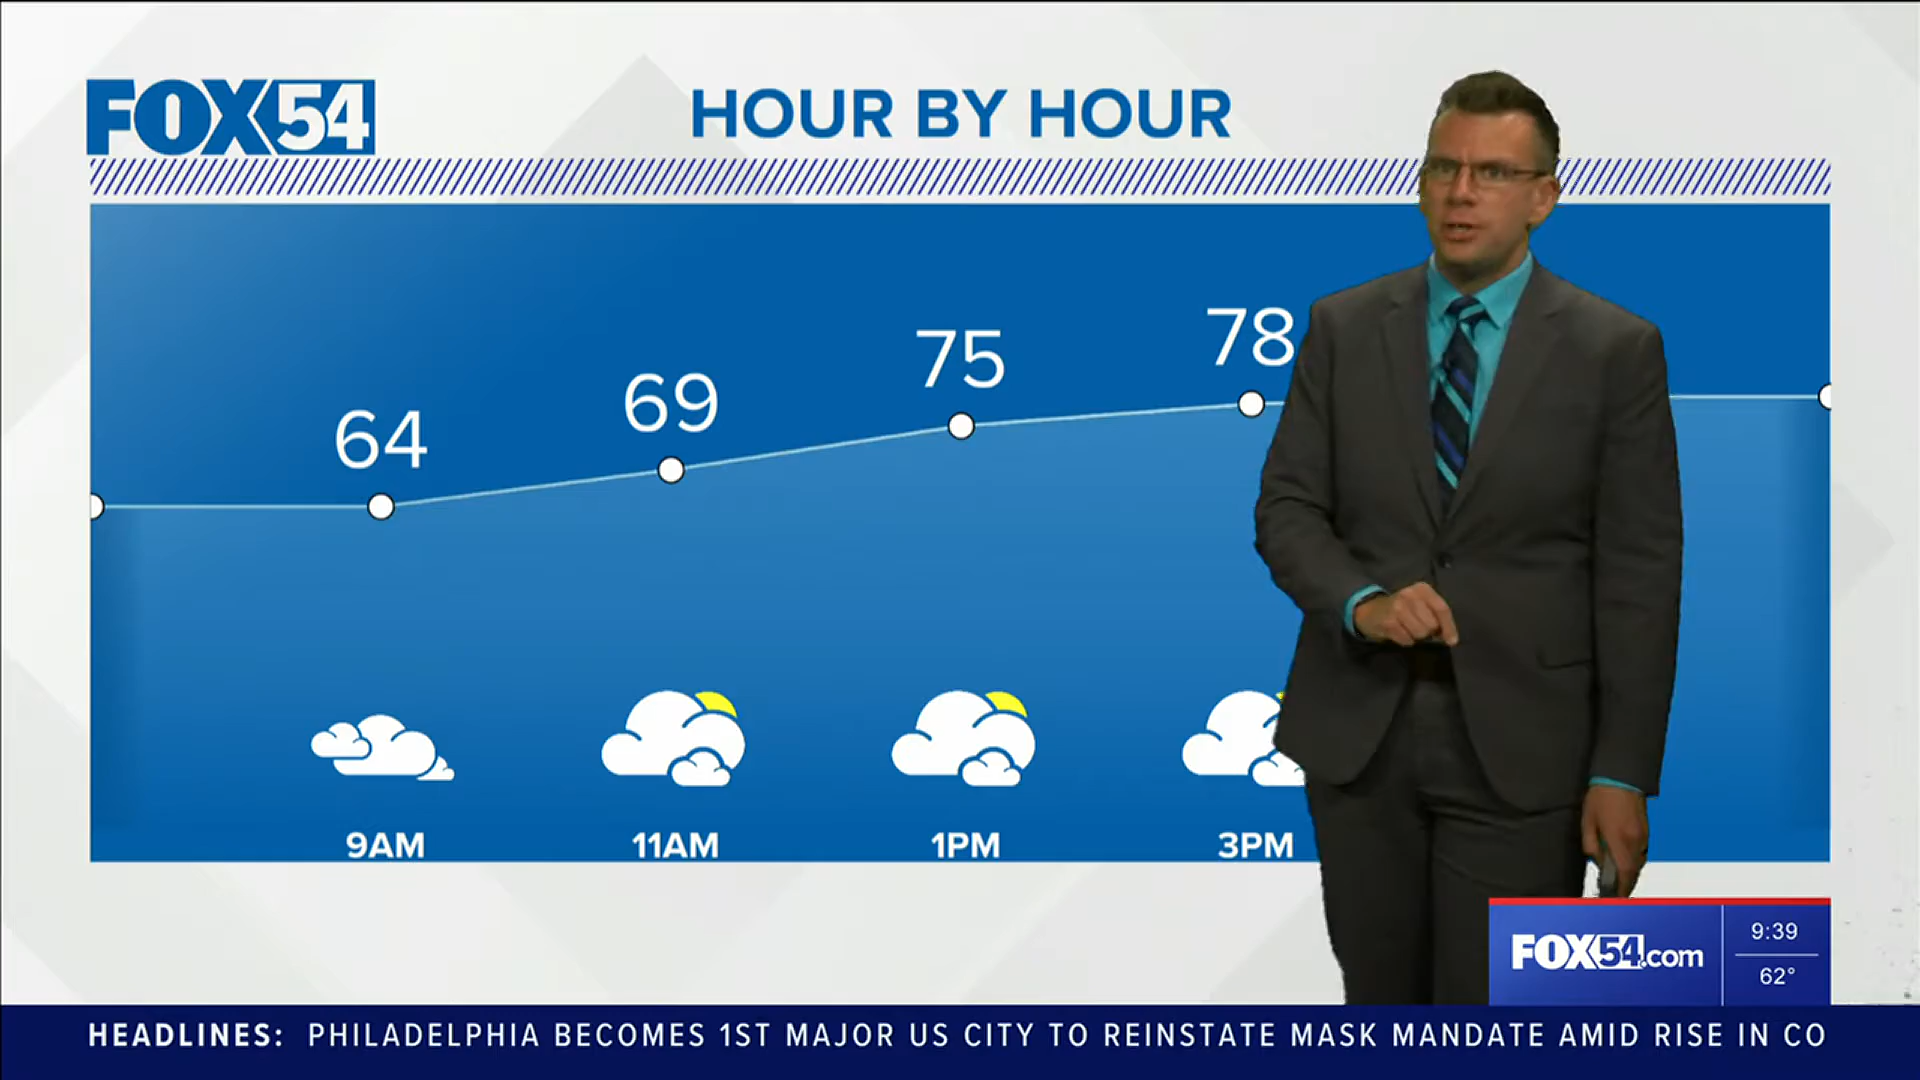 FOX54
HOUR BY HOUR
64
69
75
78
9AM
11AM
1PM
3PM
FOX54.com
9:39
62°
HEADLINES: PHILADELPHIA BECOMES 1ST MAJOR US CITY TO REINSTATE MASK MANDATE AMID RISE IN CO